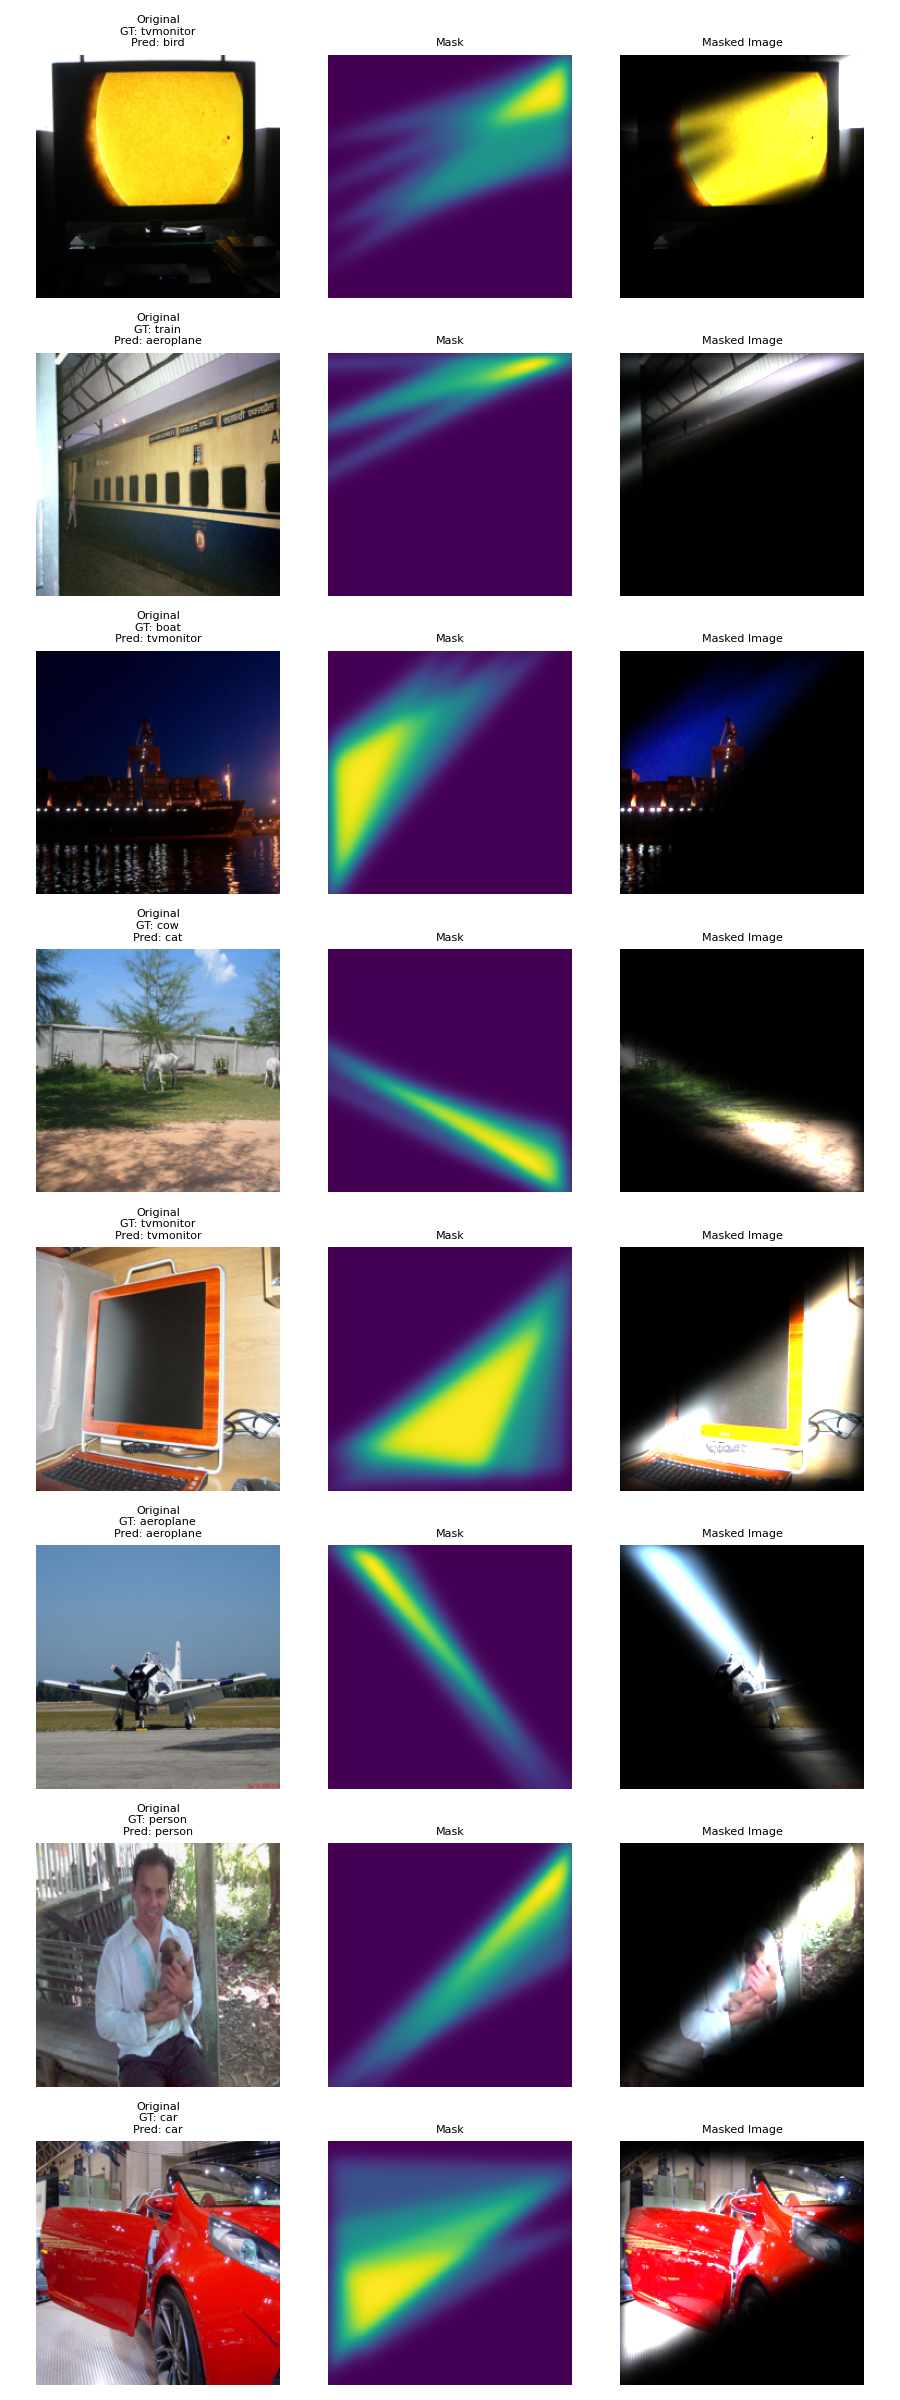 Original
GT: tvmonitor
Pred: bird
Mask
Masked Image
Original
GT: train
Pred: aeroplane
Mask
Masked Image
Original
GT: boat
Pred: tvmonitor
Mask
Masked Image
Original
GT: cow
Pred: cat
Mask
Masked Image
Original
GT: tvmonitor
Pred: tvmonitor
Mask
Masked Image
Original
GT: aeroplane
Pred: aeroplane
Mask
Masked Image
Original
GT: person
Pred: person
Mask
Masked Image
Original
GT: car
Pred: car
Mask
Masked Image